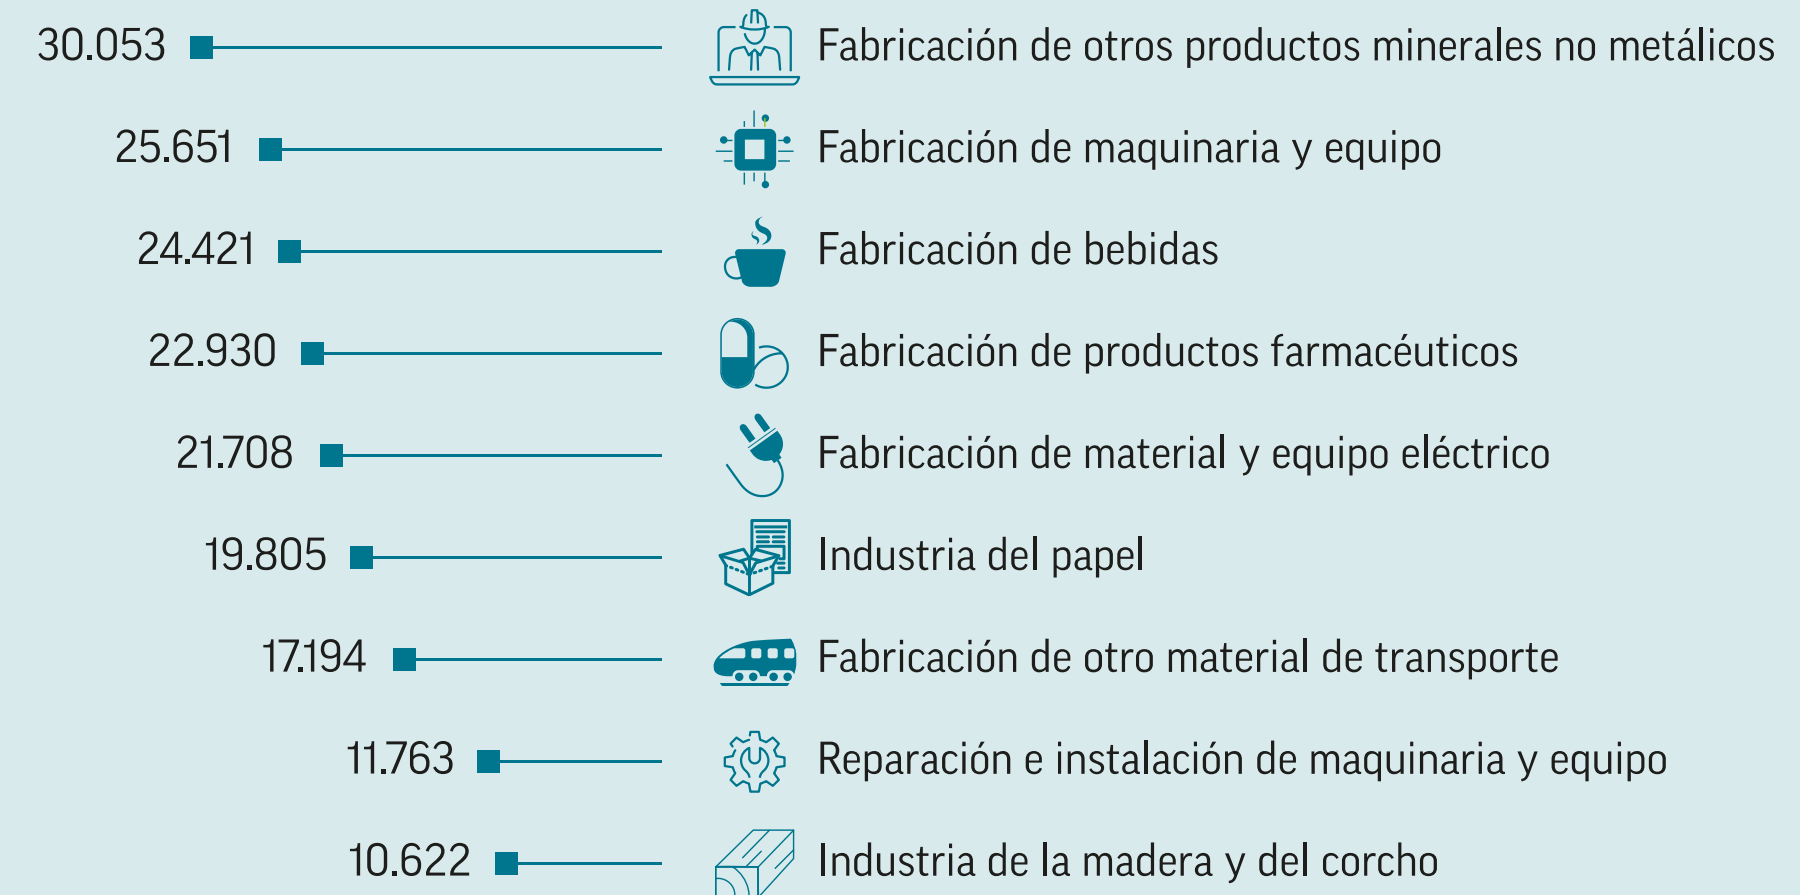 30.053 Fabricación de otros productos minerales no metálicos
25.651 Fabricación de maquinaria y equipo
24.421 Fabricación de bebidas
22.930 Fabricación de productos farmacéuticos
21.708 Fabricación de material y equipo eléctrico
19.805 Industria del papel
17.194 Fabricación de otro material de transporte
11.763 Reparación e instalación de maquinaria y equipo
10.622 Industria de la madera y del corcho